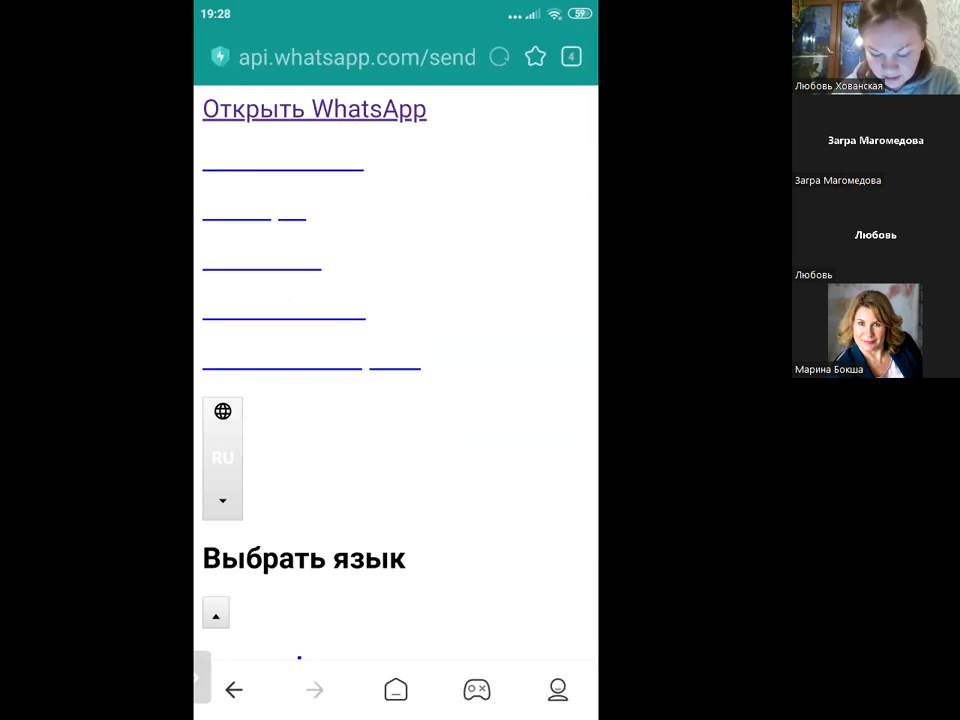 19:28
59
api.whatsapp.com/send
4
Открыть WhatsApp
RU
Выбрать язык
Любовь Хованская
Загра Магомедова
Загра Магомедова
Любовь
Любовь
Марина Бокша